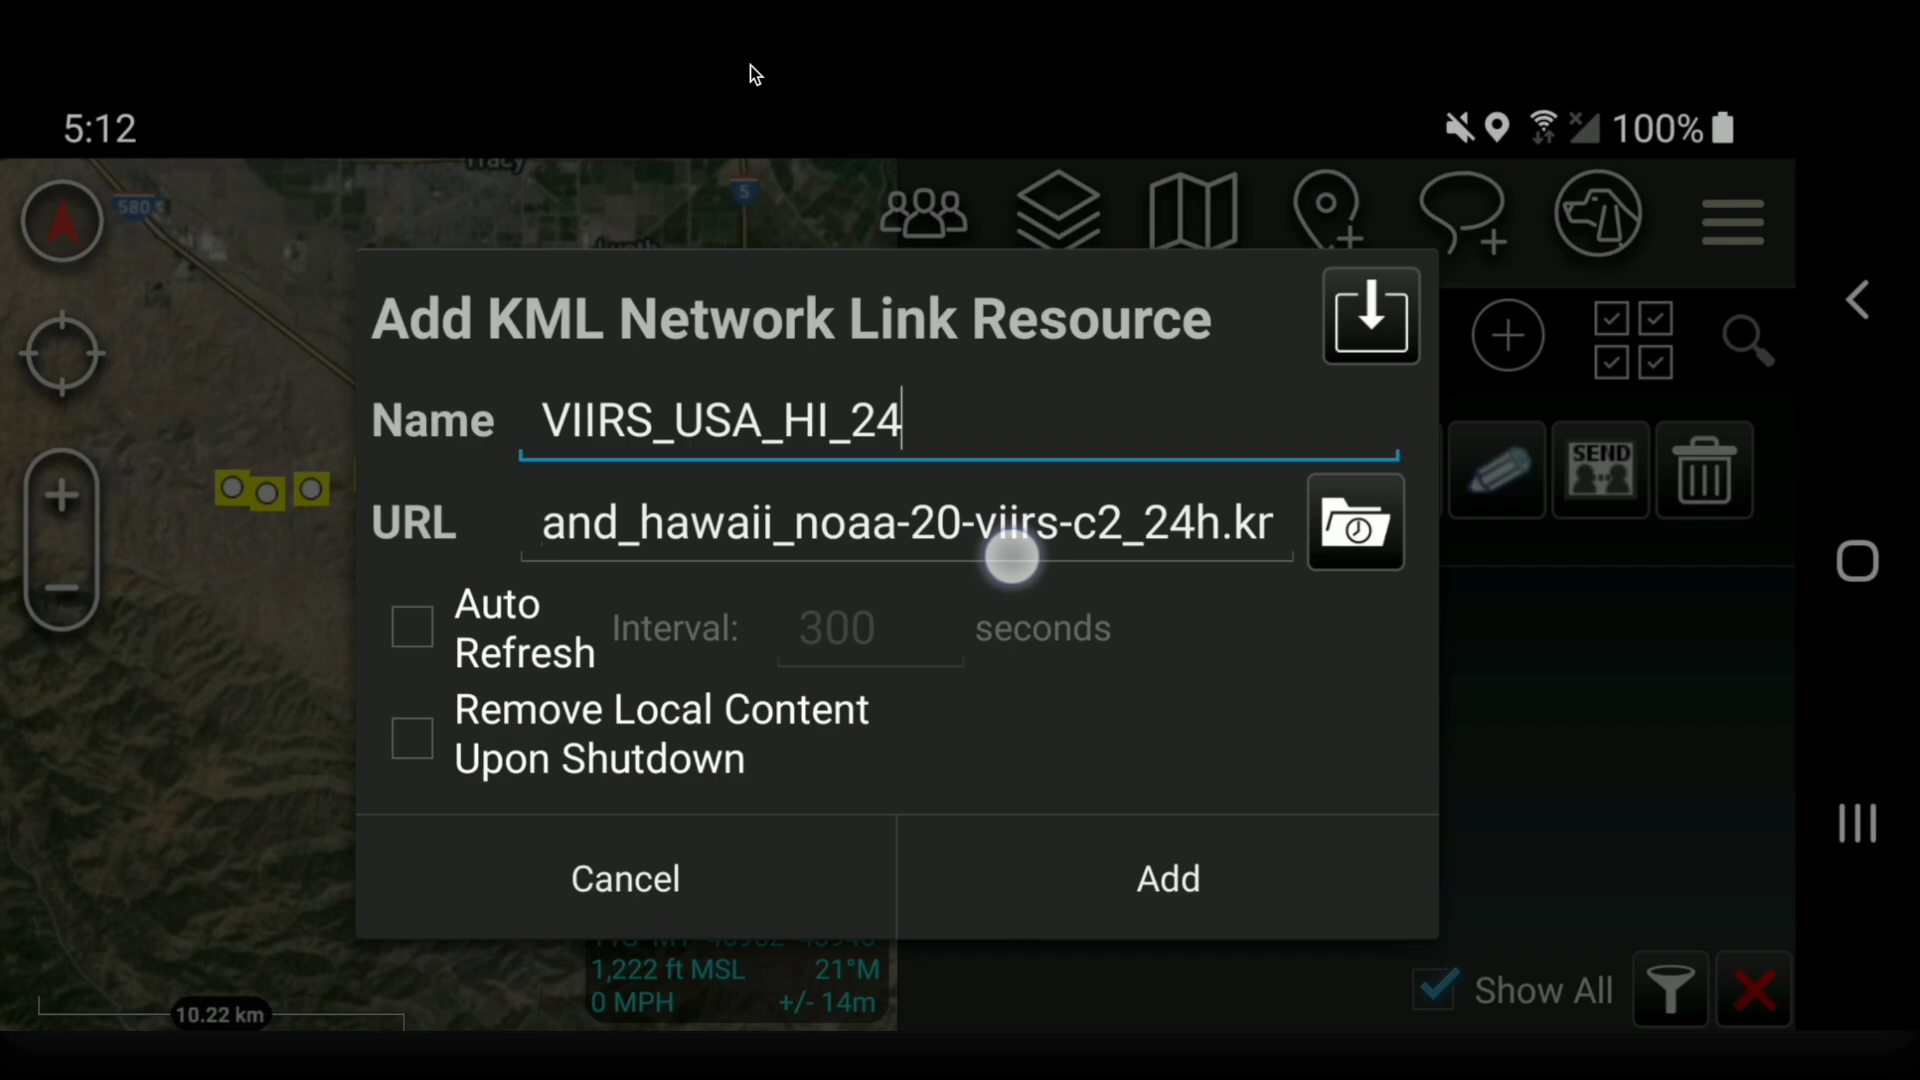 5:12
100%
Tracy
580
5
Add KML Network Link Resource
Name
VIIRS_USA_HI_24
URL
and_hawaii_noaa-20-viirs-c2_24h.kr
SEND
Auto
Refresh
Interval:
300
seconds
Remove Local Content
Upon Shutdown
Cancel
Add
1,222 ft MSL
21°M
0 MPH
+/- 14m
10.22 km
Show All